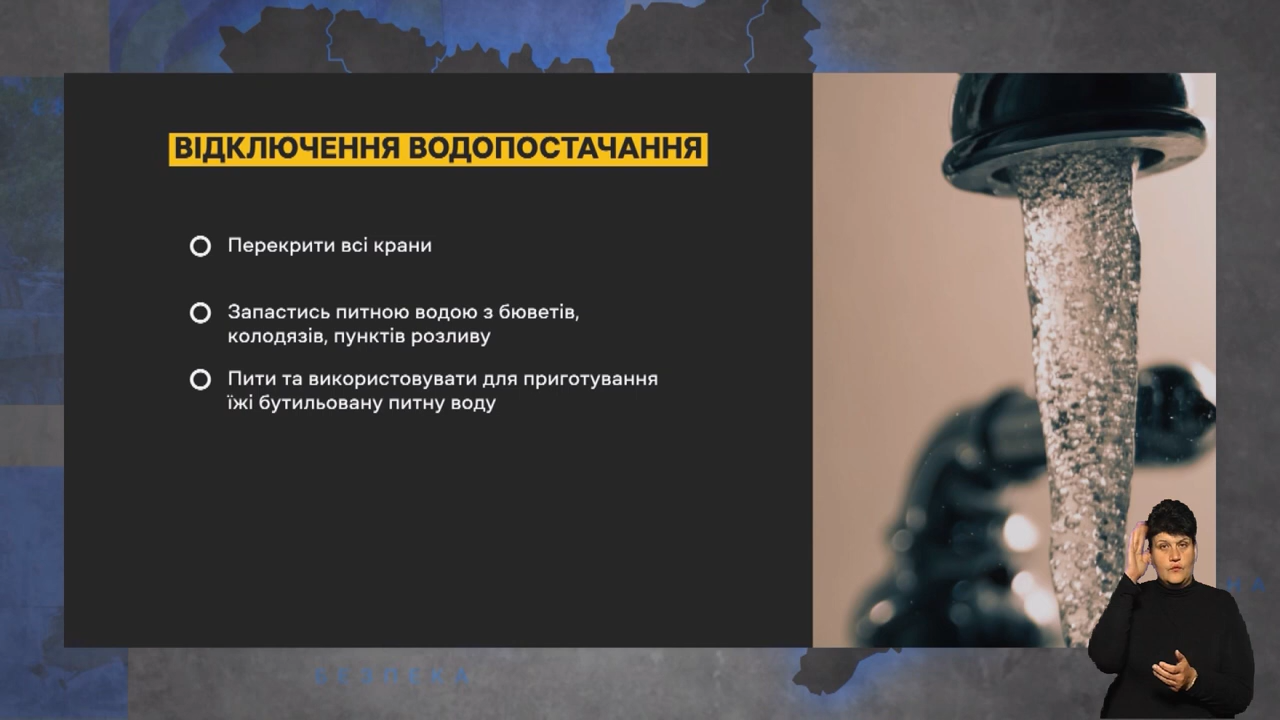 ВІДКЛЮЧЕННЯ ВОДОПОСТАЧАННЯ
Перекрити всі крани
Запастись питною водою з бюветів,
колодязів, пунктів розливу
Пити та використовувати для приготування
їжі бутильовану питну воду
БЕЗПЕКА